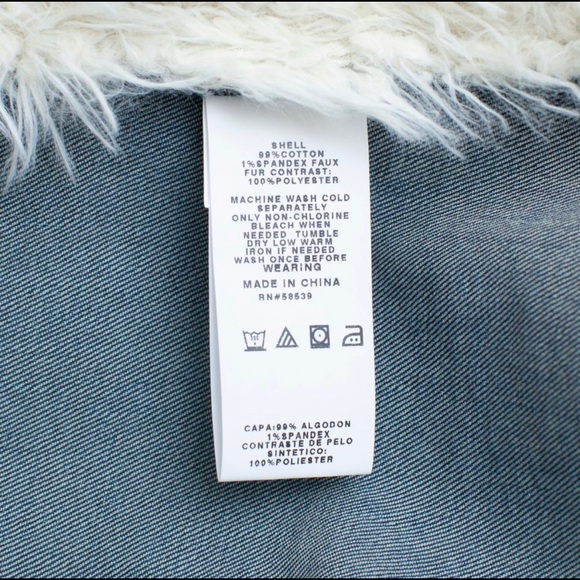 SHELL
99%COTTON
1%SPANDEX FAUX
FUR CONTRAST:
100%POLYESTER
MACHINE WASH COLD
SEPARATELY
ONLY NON-CHLORINE
BLEACH WHEN
NEEDED TUMBLE
DRY LOW WARM
IRON IF NEEDED
WASH ONCE BEFORE
WEARING
MADE IN CHINA
RN#58539
CAPA:99% ALGODON
1%SPANDEX
CONTRASTE DE PELO
SINTETICO:
100%POLIESTER